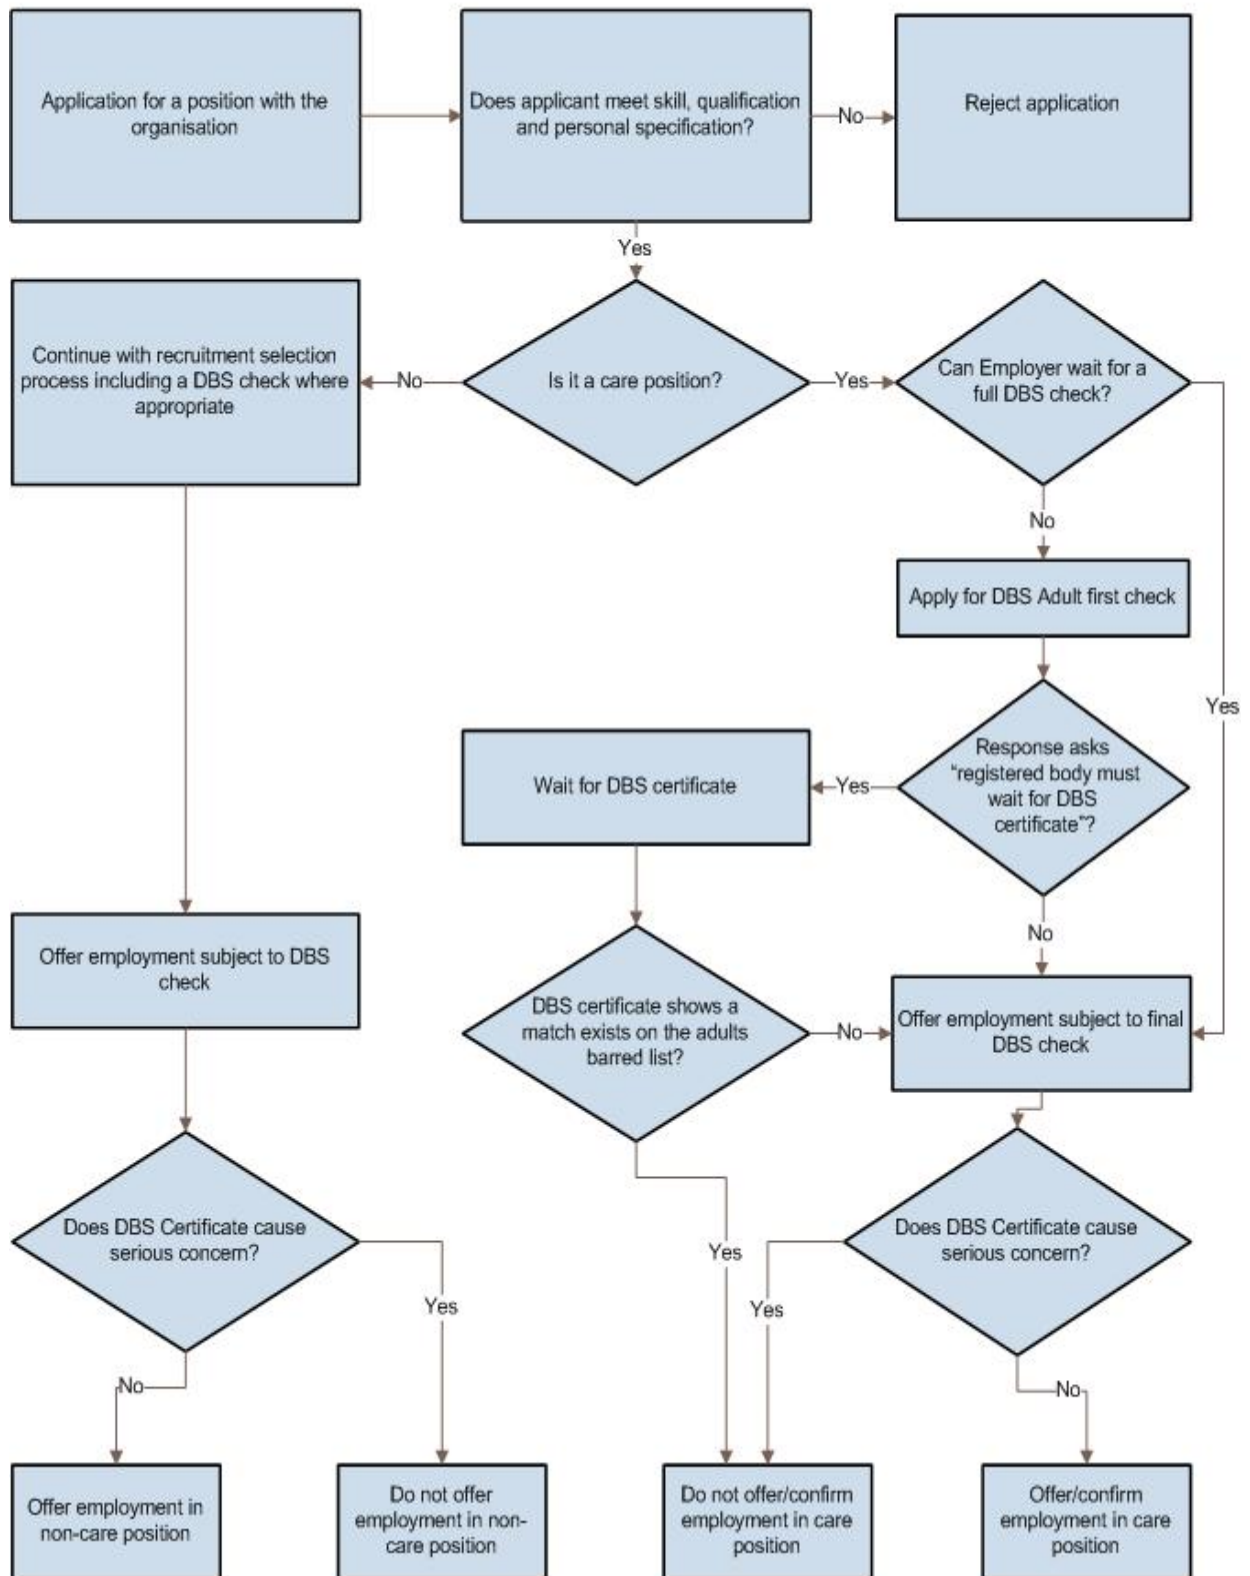 Application for a position with the
organisation
Does applicant meet skill, qualification
and personal specification?
No
Reject application
Yes
Continue with recruitment selection
process including a DBS check where
appropriate
No
Is it a care position?
Yes
Can Employer wait for a
full DBS check?
No
Apply for DBS Adult first check
Yes
Wait for DBS certificate
Yes
Response asks
“registered body must
wait for DBS
certificate”?
No
Offer employment subject to DBS
check
DBS certificate shows a
match exists on the adults
barred list?
No
Offer employment subject to final
DBS check
Does DBS Certificate cause
serious concern?
Yes
Yes
Yes
Does DBS Certificate cause
serious concern?
No
No
Offer employment in
non-care position
Do not offer
employment in non-
care position
Do not offer/confirm
employment in care
position
Offer/confirm
employment in care
position